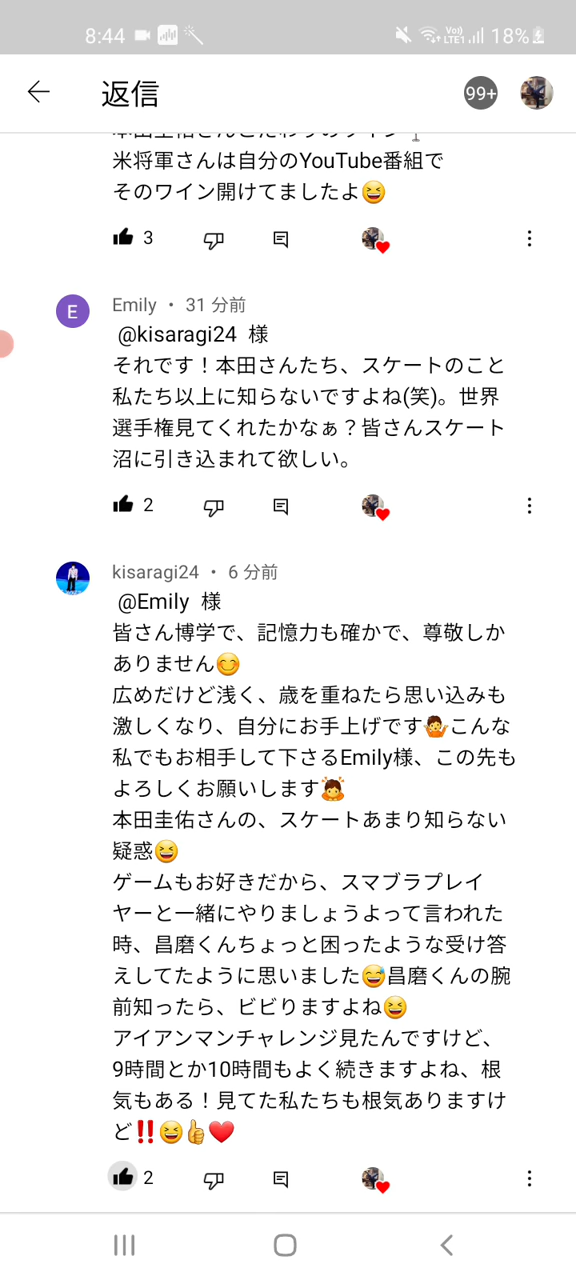 8:44
Vo))
LTE1
18%
返信
99+
米将軍さんは自分のYouTube番組で
そのワイン開けてましたよ😆
3
E
Emily • 31 分前
@kisaragi24 様
それです！本田さんたち、スケートのこと
私たち以上に知らないですよね(笑)。世界
選手権見てくれたかなぁ？皆さんスケート
沼に引き込まれて欲しい。
2
kisaragi24 • 6 分前
@Emily 様
皆さん博学で、記憶力も確かで、尊敬しか
ありません😊
広めだけど浅く、歳を重ねたら思い込みも
激しくなり、自分にお手上げです🤷こんな
私でもお相手して下さるEmily様、この先も
よろしくお願いします🙇
本田圭佑さんの、スケートあまり知らない
疑惑😆
ゲームもお好きだから、スマブラプレイ
ヤーと一緒にやりましょうよって言われた
時、昌磨くんちょっと困ったような受け答
えしてたように思いました😅昌磨くんの腕
前知ったら、ビビりますよね😆
アイアンマンチャレンジ見たんですけど、
9時間とか10時間もよく続きますよね、根
気もある！見てた私たちも根気ありますけ
ど‼️😆👍❤️
2